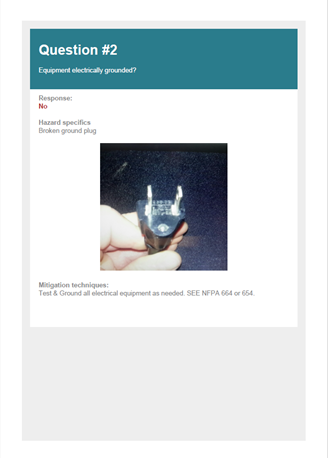 Question #2
Equipment electrically grounded?
Response:
No
Hazard specifics
Broken ground plug
Mitigation techniques:
Test & Ground all electrical equipment as needed. SEE NFPA 664 or 654.